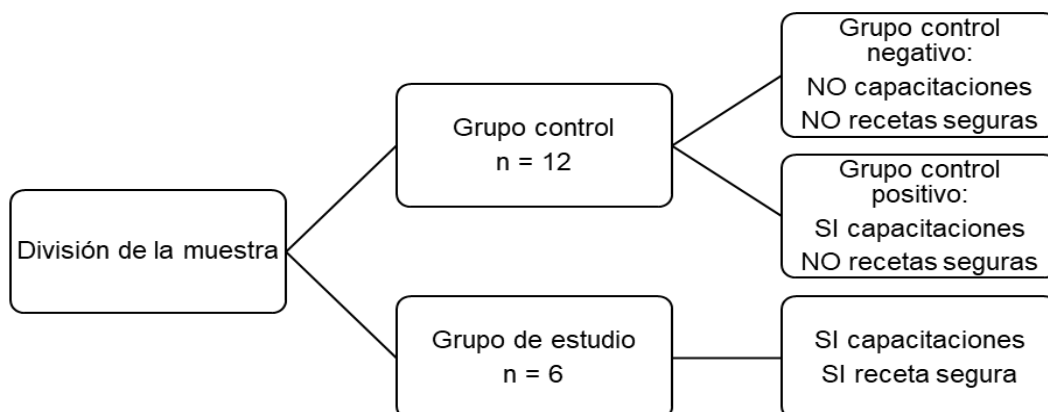 División de la muestra
Grupo control
n = 12
Grupo control
negativo:
NO capacitaciones
NO recetas seguras
Grupo control
positivo:
SI capacitaciones
NO recetas seguras
Grupo de estudio
n = 6
SI capacitaciones
SI receta segura